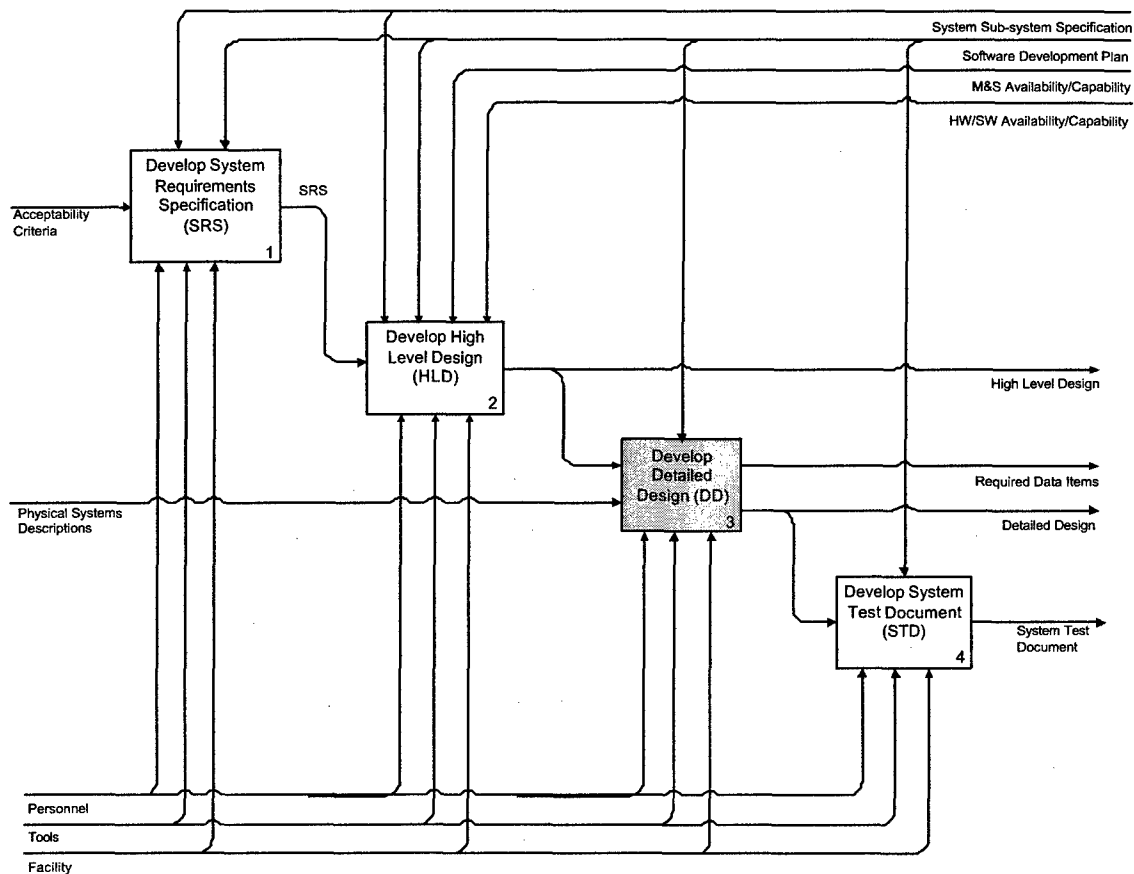 System Sub-system Specification
Software Development Plan
M&S Availability/Capability
HW/SW Availability/Capability
Develop System
Requirements
Specification
(SRS)
1
SRS
Acceptability
Criteria
Develop High
Level Design
(HLD)
2
High Level Design
Develop
Detailed
Design (DD)
3
Required Data Items
Physical Systems
Descriptions
Detailed Design
Develop System
Test Document
(STD)
4
System Test
Document
Personnel
Tools
Facility